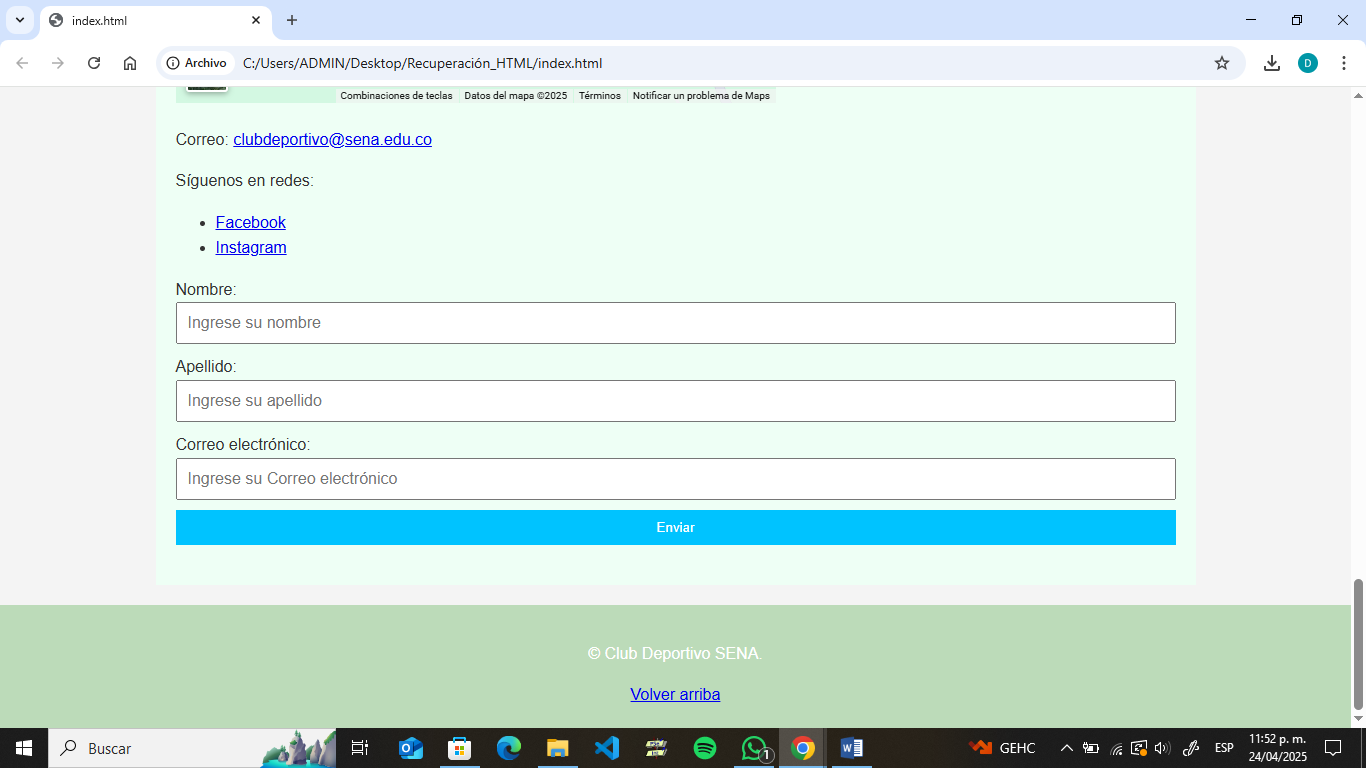 index.html
Archivo
C:/Users/ADMIN/Desktop/Recuperación_HTML/index.html
D
Combinaciones de teclas Datos del mapa ©2025 Términos Notificar un problema de Maps
Correo: clubdeportivo@sena.edu.co
Síguenos en redes:
• Facebook
• Instagram
Nombre:
Ingrese su nombre
Apellido:
Ingrese su apellido
Correo electrónico:
Ingrese su Correo electrónico
Enviar
© Club Deportivo SENA.
Volver arriba
Buscar
1
GEHC
ESP
11:52 p. m.
24/04/2025